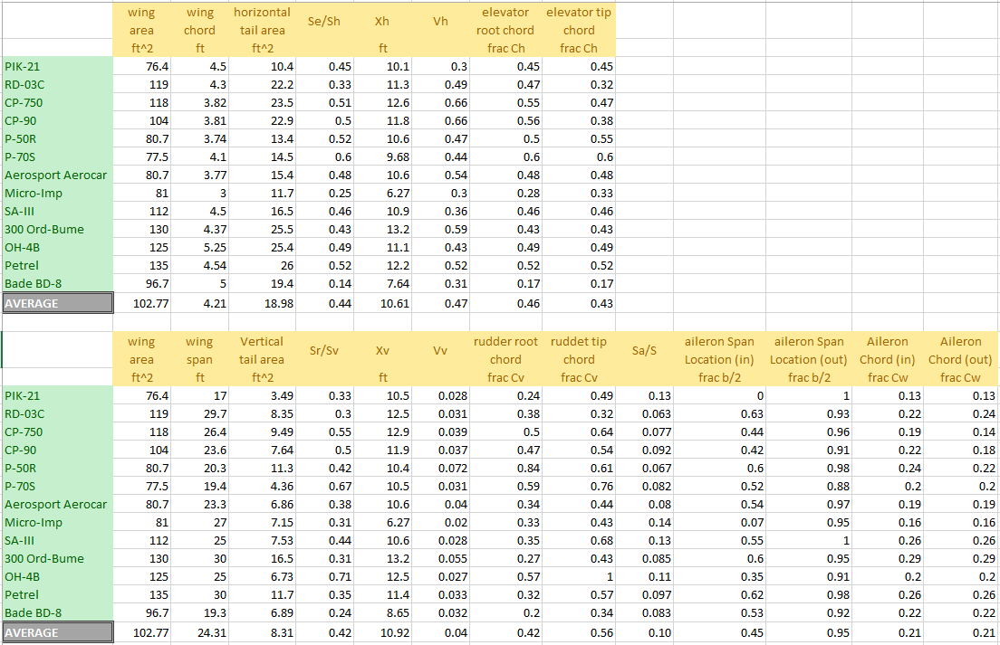 wing wing horizontal Se/Sh Xh Vh elevator elevator tip
area chord tail area root chord chord
ft^2 ft ft^2 ft frac Ch frac Ch
PIK-21 76.4 4.5 10.4 0.45 10.1 0.3 0.45 0.45
RD-03C 119 4.3 22.2 0.33 11.3 0.49 0.47 0.32
CP-750 118 3.82 23.5 0.51 12.6 0.66 0.55 0.47
CP-90 104 3.81 22.9 0.5 11.8 0.66 0.56 0.38
P-50R 80.7 3.74 13.4 0.52 10.6 0.47 0.5 0.55
P-70S 77.5 4.1 14.5 0.6 9.68 0.44 0.6 0.6
Aerosport Aerocar 80.7 3.77 15.4 0.48 10.6 0.54 0.48 0.48
Micro-Imp 81 3 11.7 0.25 6.27 0.3 0.28 0.33
SA-III 112 4.5 16.5 0.46 10.9 0.36 0.46 0.46
300 Ord-Bume 130 4.37 25.5 0.43 13.2 0.59 0.43 0.43
OH-4B 125 5.25 25.4 0.49 11.1 0.43 0.49 0.49
Petrel 135 4.54 26 0.52 12.2 0.52 0.52 0.52
Bade BD-8 96.7 5 19.4 0.14 7.64 0.31 0.17 0.17
AVERAGE 102.77 4.21 18.98 0.44 10.61 0.47 0.46 0.43
wing wing Vertical Sr/Sv Xv Vv rudder root ruddet tip Sa/S aileron Span aileron Span Aileron Aileron
area span tail area chord chord Location (in) Location (out) Chord (in) Chord (out)
ft^2 ft ft^2 ft frac Cv frac Cv frac b/2 frac b/2 frac Cw frac Cw
PIK-21 76.4 17 3.49 0.33 10.5 0.028 0.24 0.49 0.13 0 1 0.13 0.13
RD-03C 119 29.7 8.35 0.3 12.5 0.031 0.38 0.32 0.063 0.63 0.93 0.22 0.24
CP-750 118 26.4 9.49 0.55 12.9 0.039 0.5 0.64 0.077 0.44 0.96 0.19 0.14
CP-90 104 23.6 7.64 0.5 11.9 0.037 0.47 0.54 0.092 0.42 0.91 0.22 0.18
P-50R 80.7 20.3 11.3 0.42 10.4 0.072 0.84 0.61 0.067 0.6 0.98 0.24 0.22
P-70S 77.5 19.4 4.36 0.67 10.5 0.031 0.59 0.76 0.082 0.52 0.88 0.2 0.2
Aerosport Aerocar 80.7 23.3 6.86 0.38 10.6 0.04 0.34 0.44 0.08 0.54 0.97 0.19 0.19
Micro-Imp 81 27 7.15 0.31 6.27 0.02 0.33 0.43 0.14 0.07 0.95 0.16 0.16
SA-III 112 25 7.53 0.44 10.6 0.028 0.35 0.68 0.13 0.55 1 0.26 0.26
300 Ord-Bume 130 30 16.5 0.31 13.2 0.055 0.27 0.43 0.085 0.6 0.95 0.29 0.29
OH-4B 125 25 6.73 0.71 12.5 0.027 0.57 1 0.11 0.35 0.91 0.2 0.2
Petrel 135 30 11.7 0.35 11.4 0.033 0.32 0.57 0.097 0.62 0.98 0.26 0.26
Bade BD-8 96.7 19.3 6.89 0.24 8.65 0.032 0.2 0.34 0.083 0.53 0.92 0.22 0.22
AVERAGE 102.77 24.31 8.31 0.42 10.92 0.04 0.42 0.56 0.10 0.45 0.95 0.21 0.21